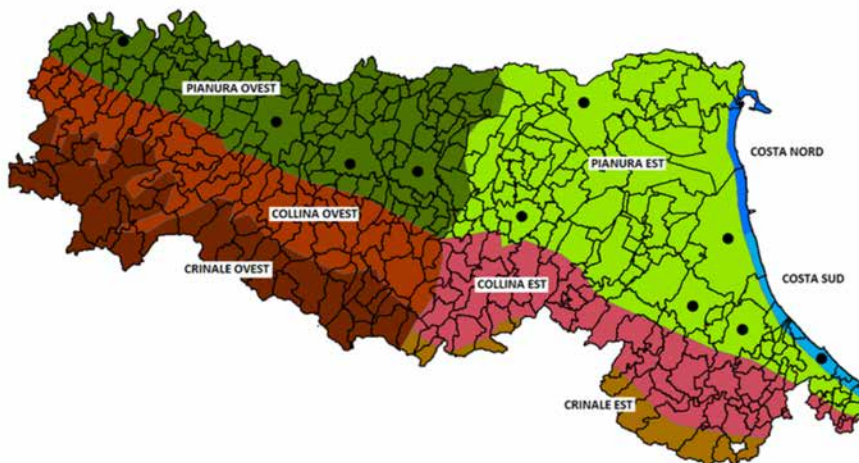 PIANURA OVEST
COSTA NORD
PIANURA EST
COLLINA OVEST
CRINALE OVEST
COSTA SUD
COLLINA EST
CRINALE EST